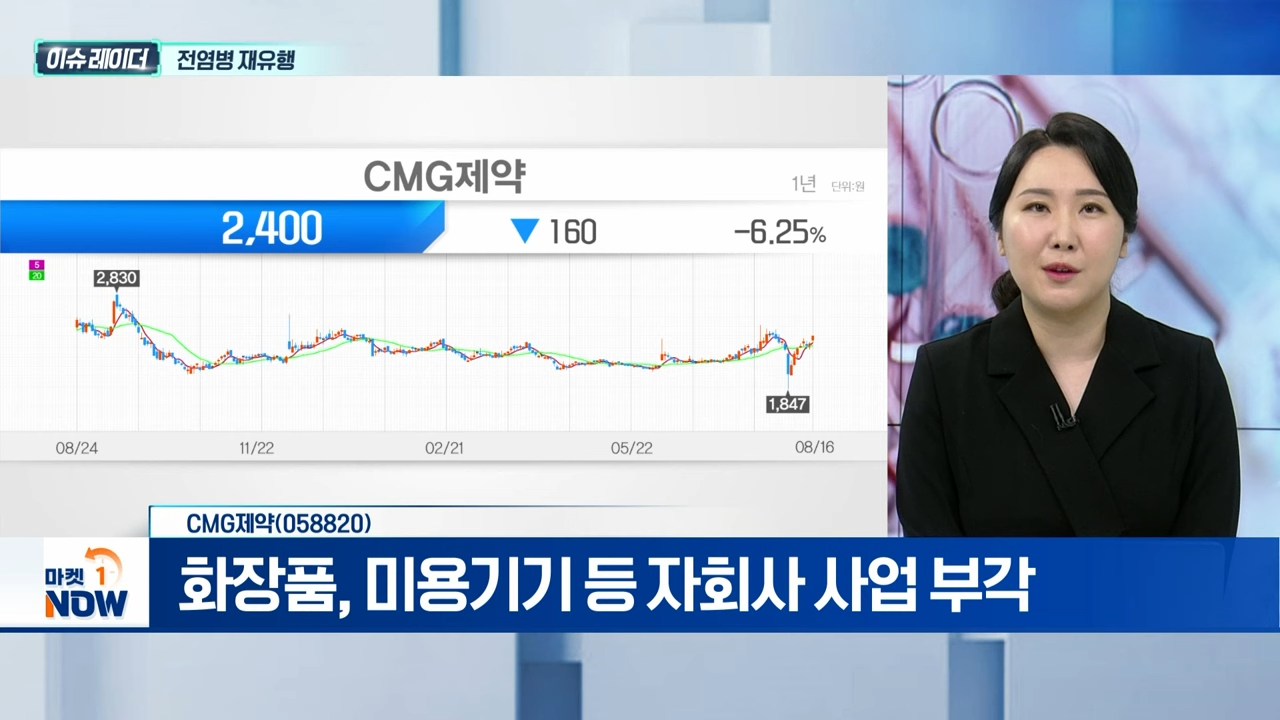 이슈 레이더 전염병 재유행
CMG제약
1년 단위:원
2,400 ▼ 160 -6.25%
5
20
2,830
1,847
08/24 11/22 02/21 05/22 08/16
CMG제약(058820)
마켓 1
NOW
화장품, 미용기기 등 자회사 사업 부각